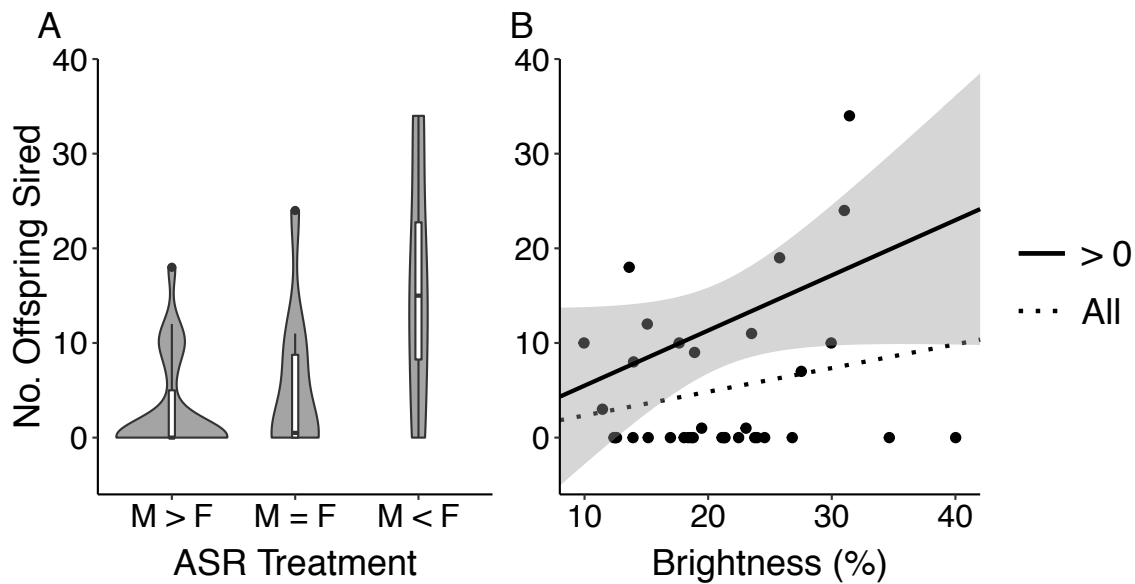 A
No. Offspring Sired
40
30
20
10
0
M > F
M = F
M < F
ASR Treatment
B
40
30
20
10
0
10
20
30
40
Brightness (%)
> 0
All